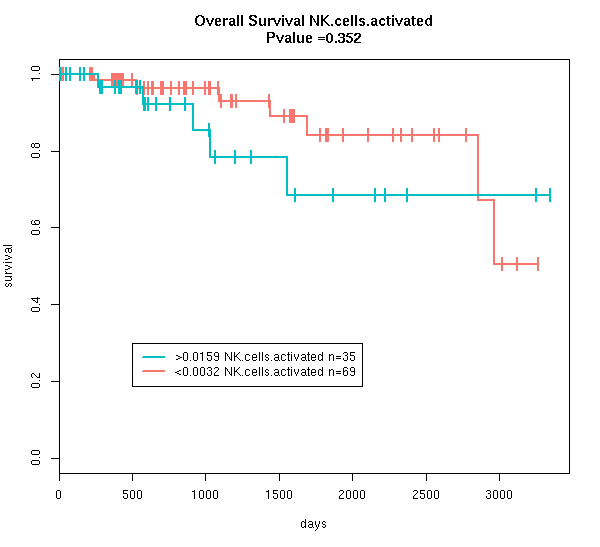 Overall Survival NK.cells.activated
Pvalue =0.352
survival
1.0
0.8
0.6
0.4
0.2
0.0
>0.0159 NK.cells.activated n=35
<0.0032 NK.cells.activated n=69
0 500 1000 1500 2000 2500 3000
days